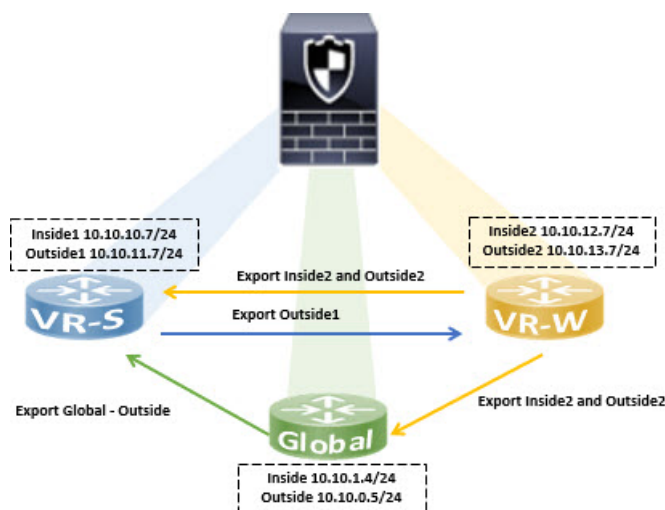 Inside1 10.10.10.7/24
Outside1 10.10.11.7/24
Inside2 10.10.12.7/24
Outside2 10.10.13.7/24
Export Inside2 and Outside2
VR-S
Export Outside1
VR-W
Export Global - Outside
Export Inside2 and Outside2
Global
Inside 10.10.1.4/24
Outside 10.10.0.5/24